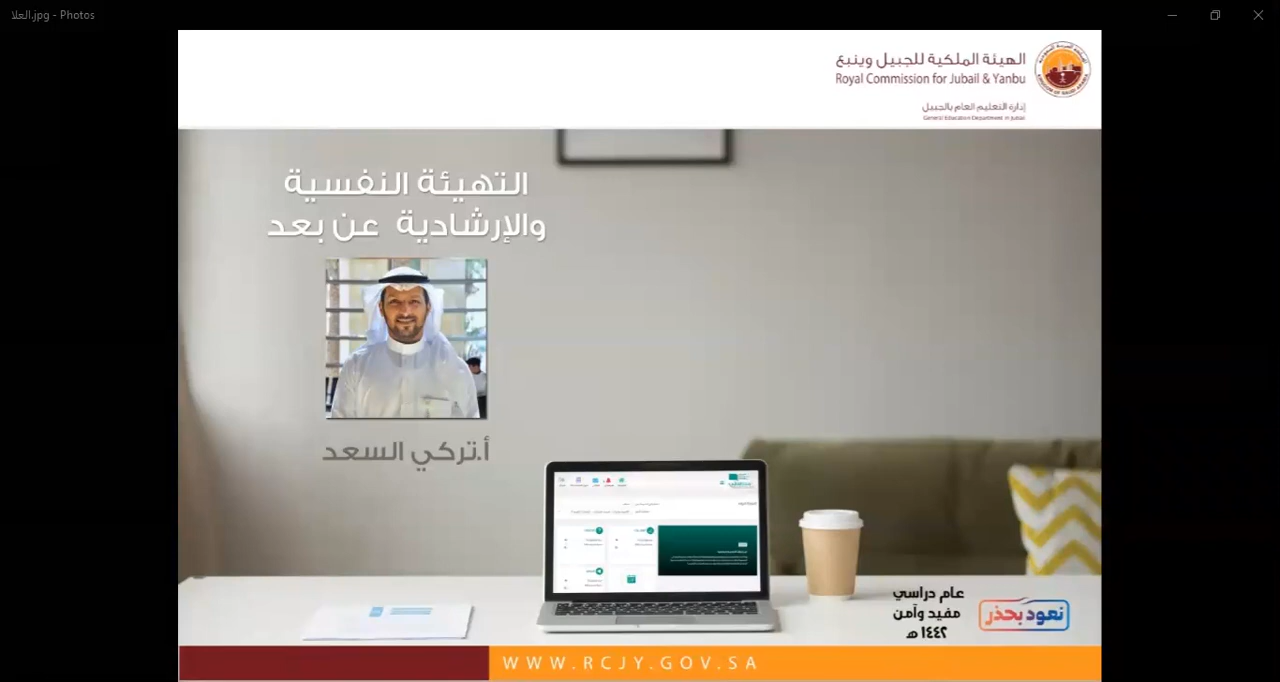 العلا.jpg - Photos
الهيئة الملكية للجبيل وينبع
Royal Commission for Jubail & Yanbu
إدارة التعليم العام بالجبيل
General Education Department in Jubail
التهيئة النفسية
والإرشادية عن بعد
أ.تركي السعد
عام دراسي
مفيد وآمن
١٤٤٢ هـ
نعود بحذر
WWW.RCJY.GOV.SA